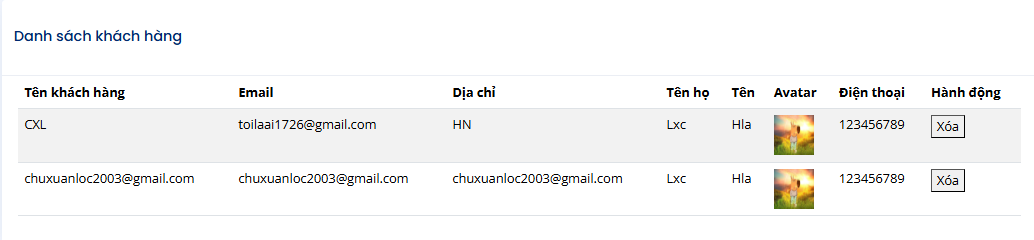 Danh sách khách hàng
Tên khách hàng Email Địa chỉ Tên họ Tên Avatar Điện thoại Hành động
CXL toilaai1726@gmail.com HN Lxc Hla 123456789 Xóa
chuxuanloc2003@gmail.com chuxuanloc2003@gmail.com chuxuanloc2003@gmail.com Lxc Hla 123456789 Xóa